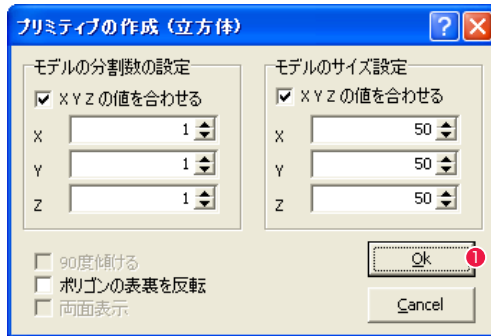 プリミティブの作成（立方体）
モデルの分割数の設定
XYZの値を合わせる
X 1
Y 1
Z 1
モデルのサイズ設定
XYZの値を合わせる
X 50
Y 50
Z 50
90度傾ける
ポリゴンの表裏を反転
両面表示
Ok 1
Cancel